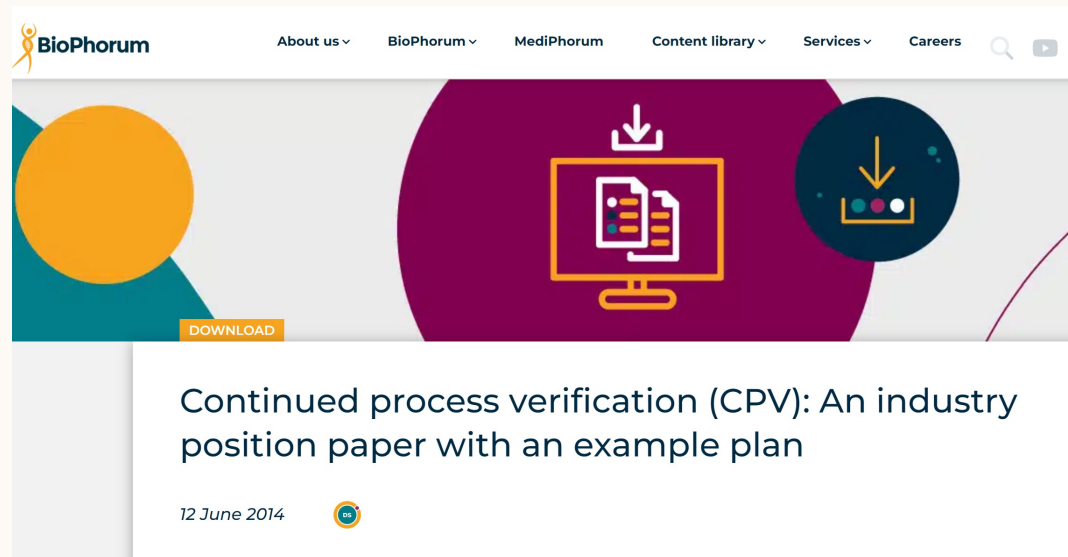 BioPhorum
About us BioPhorum MediPhorum Content library Services Careers
DOWNLOAD
Continued process verification (CPV): An industry
position paper with an example plan
12 June 2014
DS